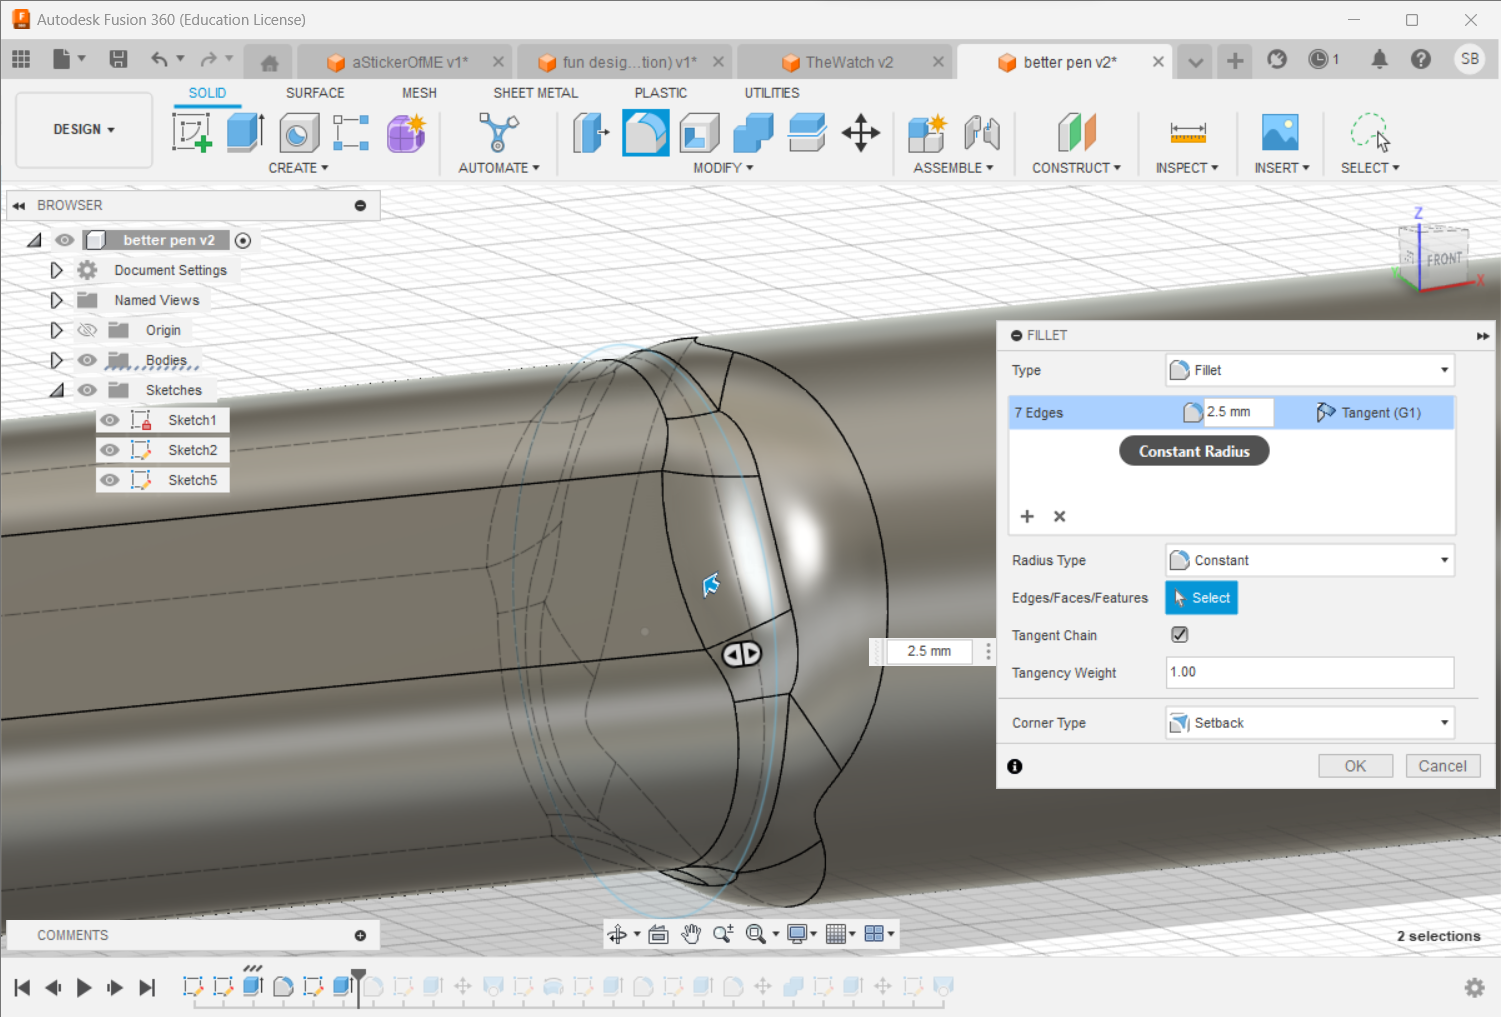 Autodesk Fusion 360 (Education License)
aStickerOfME v1*
fun desig...tion) v1*
TheWatch v2
better pen v2*
1
SB
SOLID SURFACE MESH SHEET METAL PLASTIC UTILITIES
DESIGN
CREATE AUTOMATE MODIFY ASSEMBLE CONSTRUCT INSPECT INSERT SELECT
BROWSER
better pen v2
Document Settings
Named Views
Origin
Bodies
Sketches
Sketch1
Sketch2
Sketch5
Z
FRONT
X
FILLET
Type Fillet
7 Edges 2.5 mm Tangent (G1)
Constant Radius
Radius Type Constant
Edges/Faces/Features Select
Tangent Chain
2.5 mm
Tangency Weight 1.00
Corner Type Setback
OK Cancel
COMMENTS
2 selections